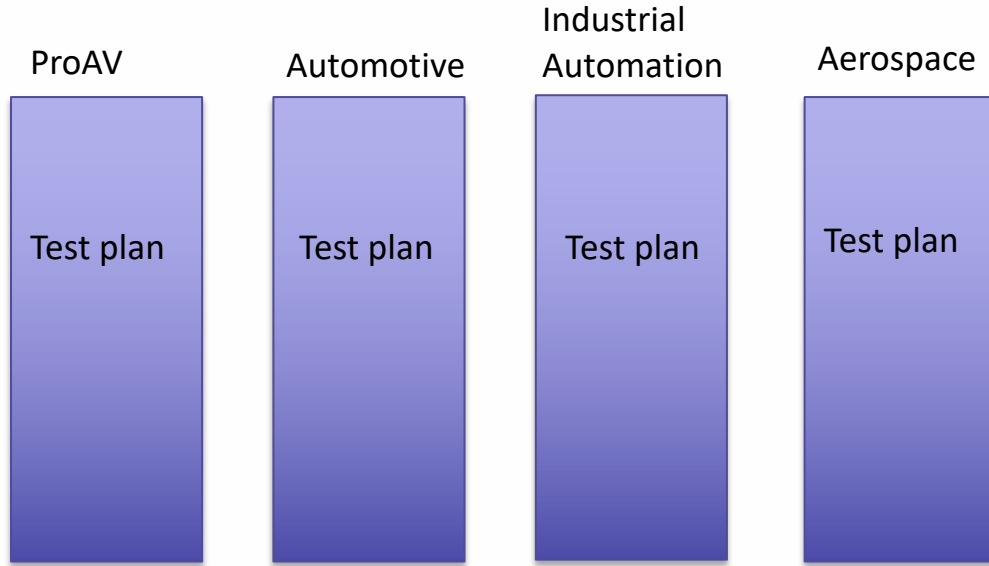 ProAV
Automotive
Industrial
Automation
Aerospace
Test plan
Test plan
Test plan
Test plan